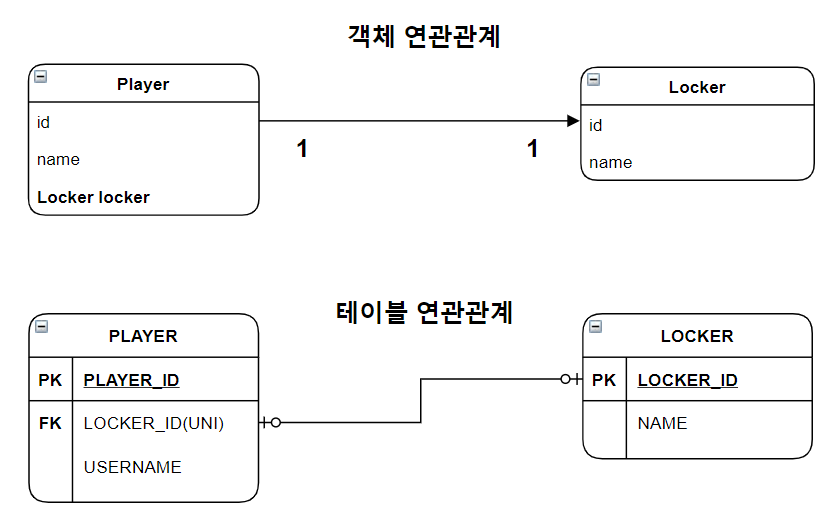 객체 연관관계
Player
Locker
id
name
Locker locker
1
1
id
name
테이블 연관관계
PLAYER
PK PLAYER_ID
FK LOCKER_ID(UNI)
USERNAME
LOCKER
PK LOCKER_ID
NAME